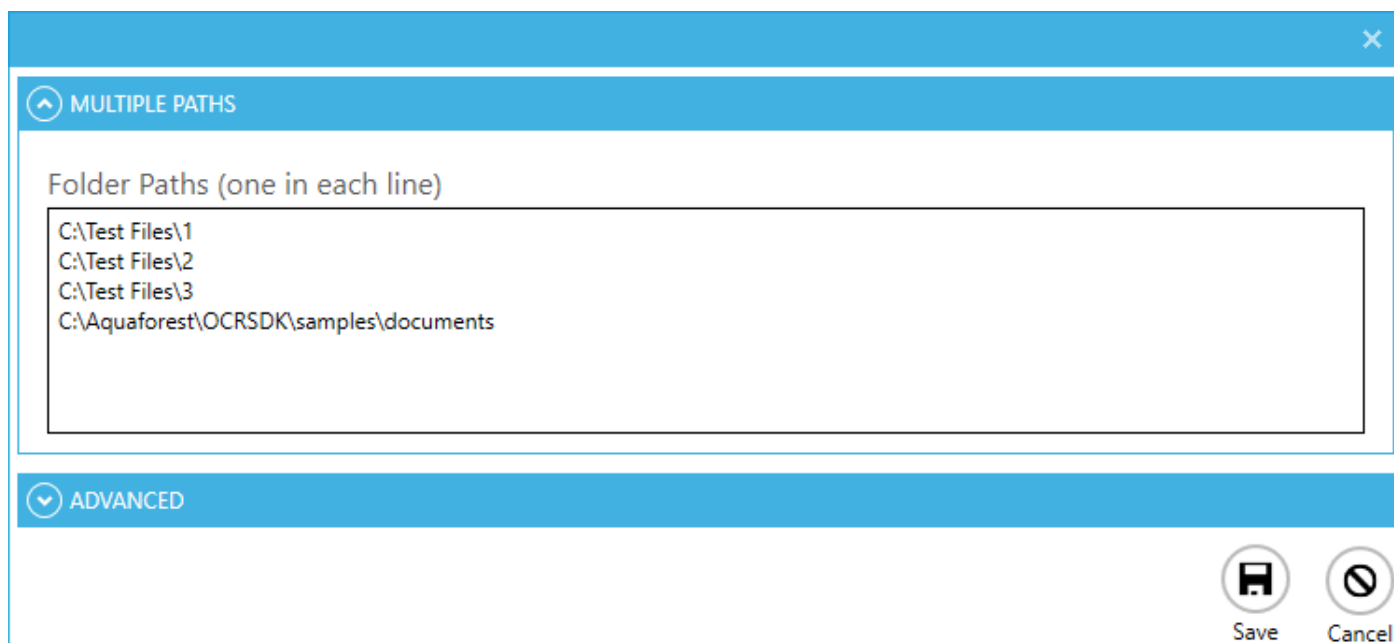 MULTIPLE PATHS
Folder Paths (one in each line)
C:\Test Files\1
C:\Test Files\2
C:\Test Files\3
C:\Aquaforest\OCRSDK\samples\documents
ADVANCED
Save Cancel